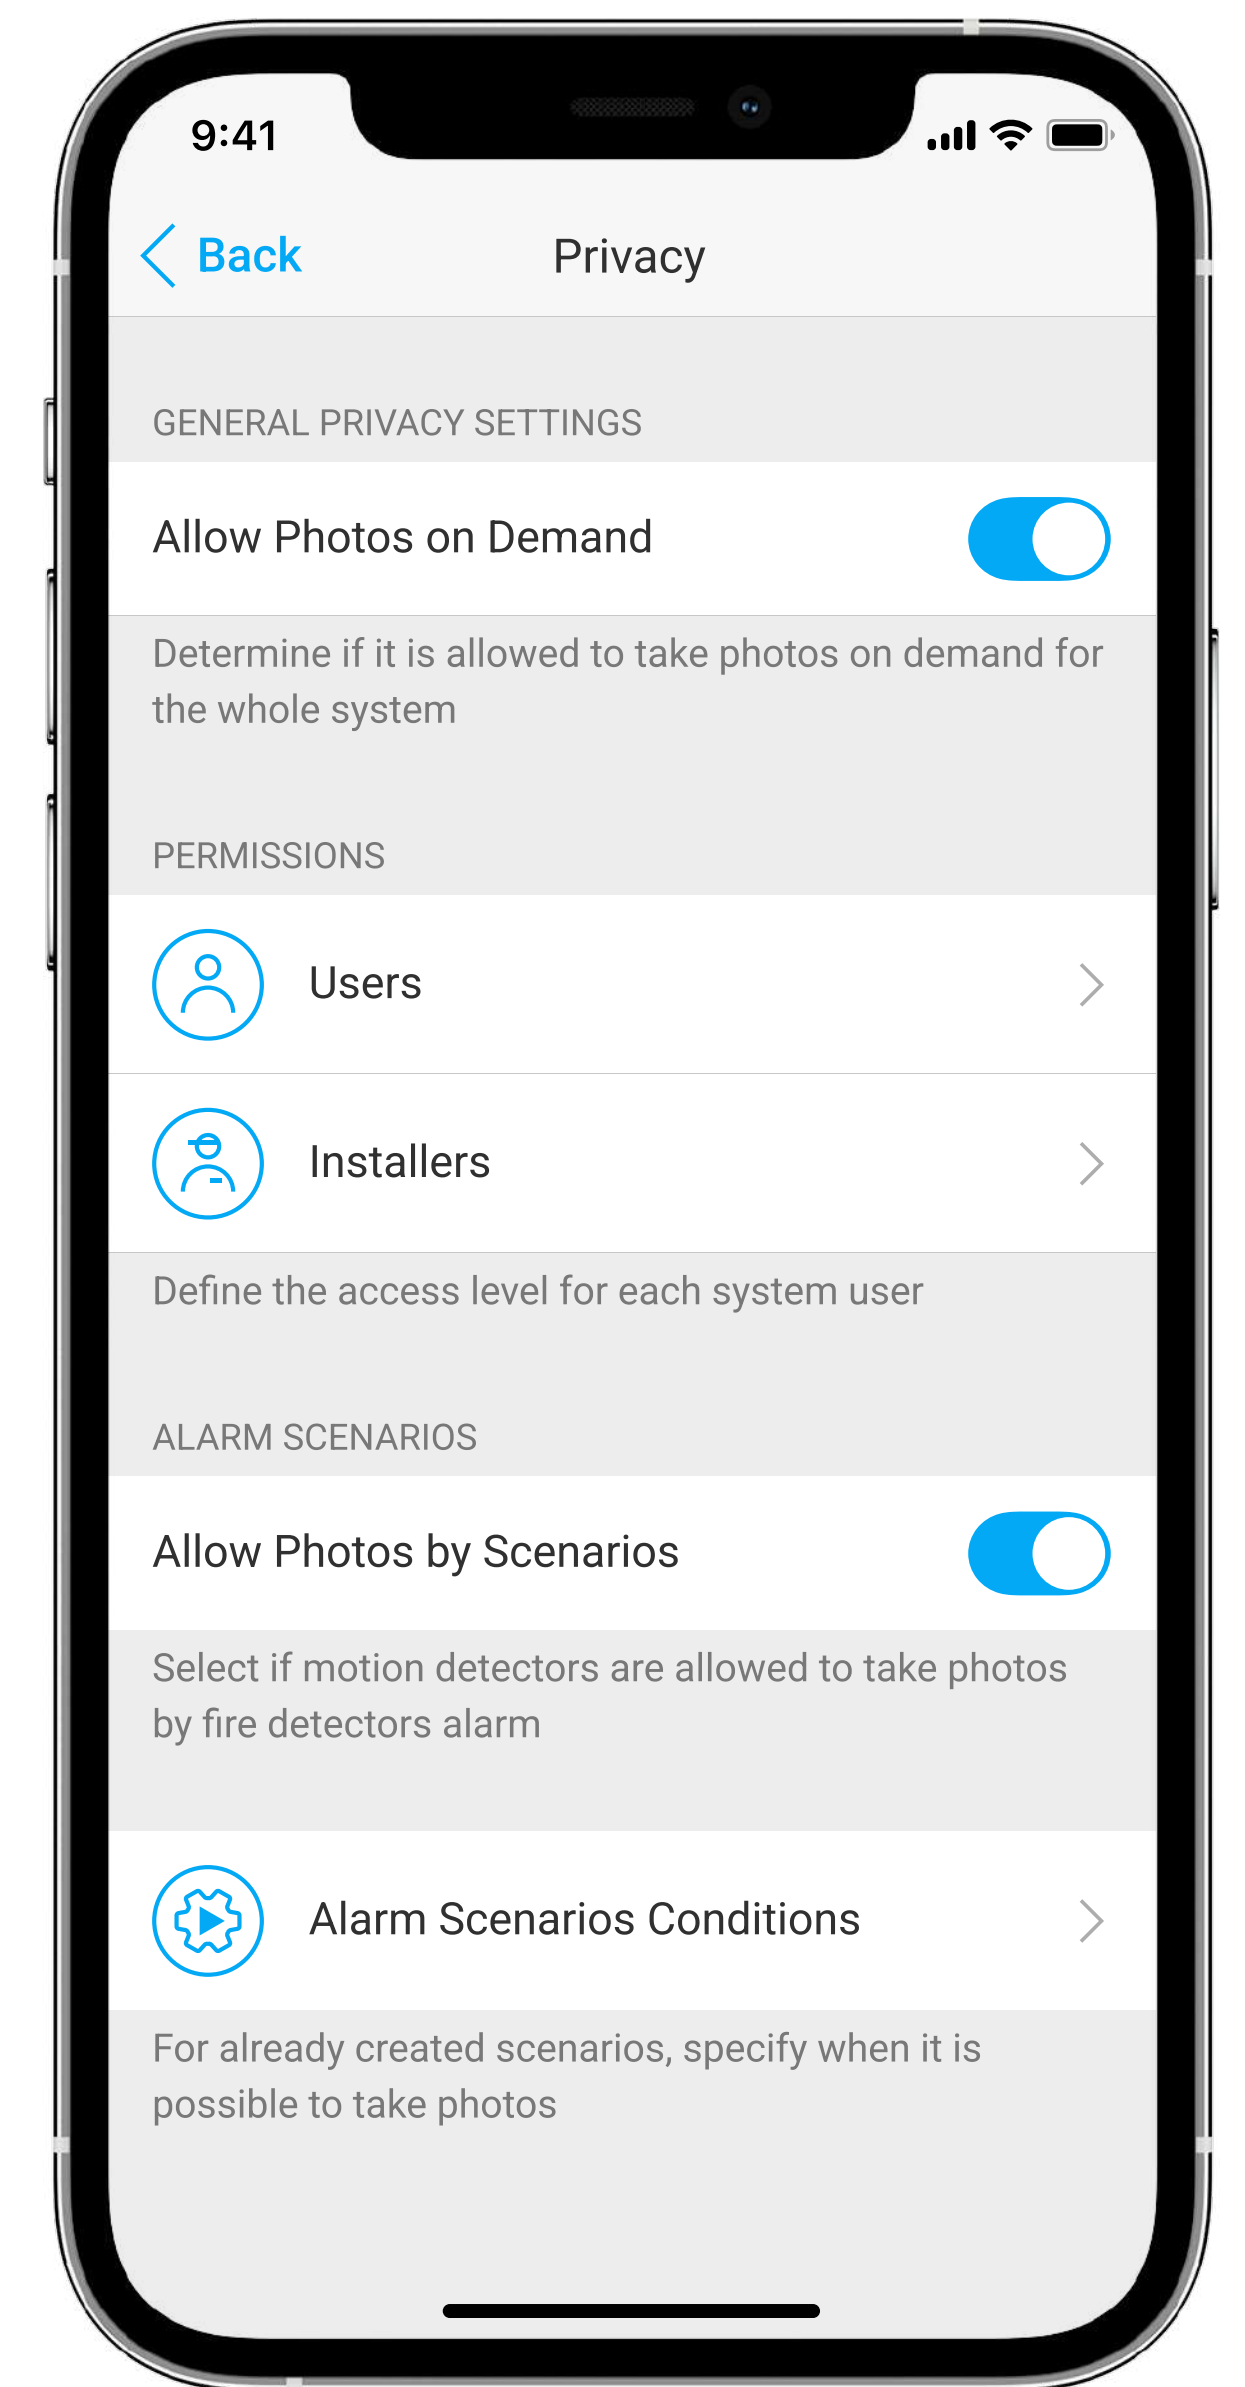 9:41
Back
Privacy
GENERAL PRIVACY SETTINGS
Allow Photos on Demand
Determine if it is allowed to take photos on demand for
the whole system
PERMISSIONS
Users
Installers
Define the access level for each system user
ALARM SCENARIOS
Allow Photos by Scenarios
Select if motion detectors are allowed to take photos
by fire detectors alarm
Alarm Scenarios Conditions
For already created scenarios, specify when it is
possible to take photos